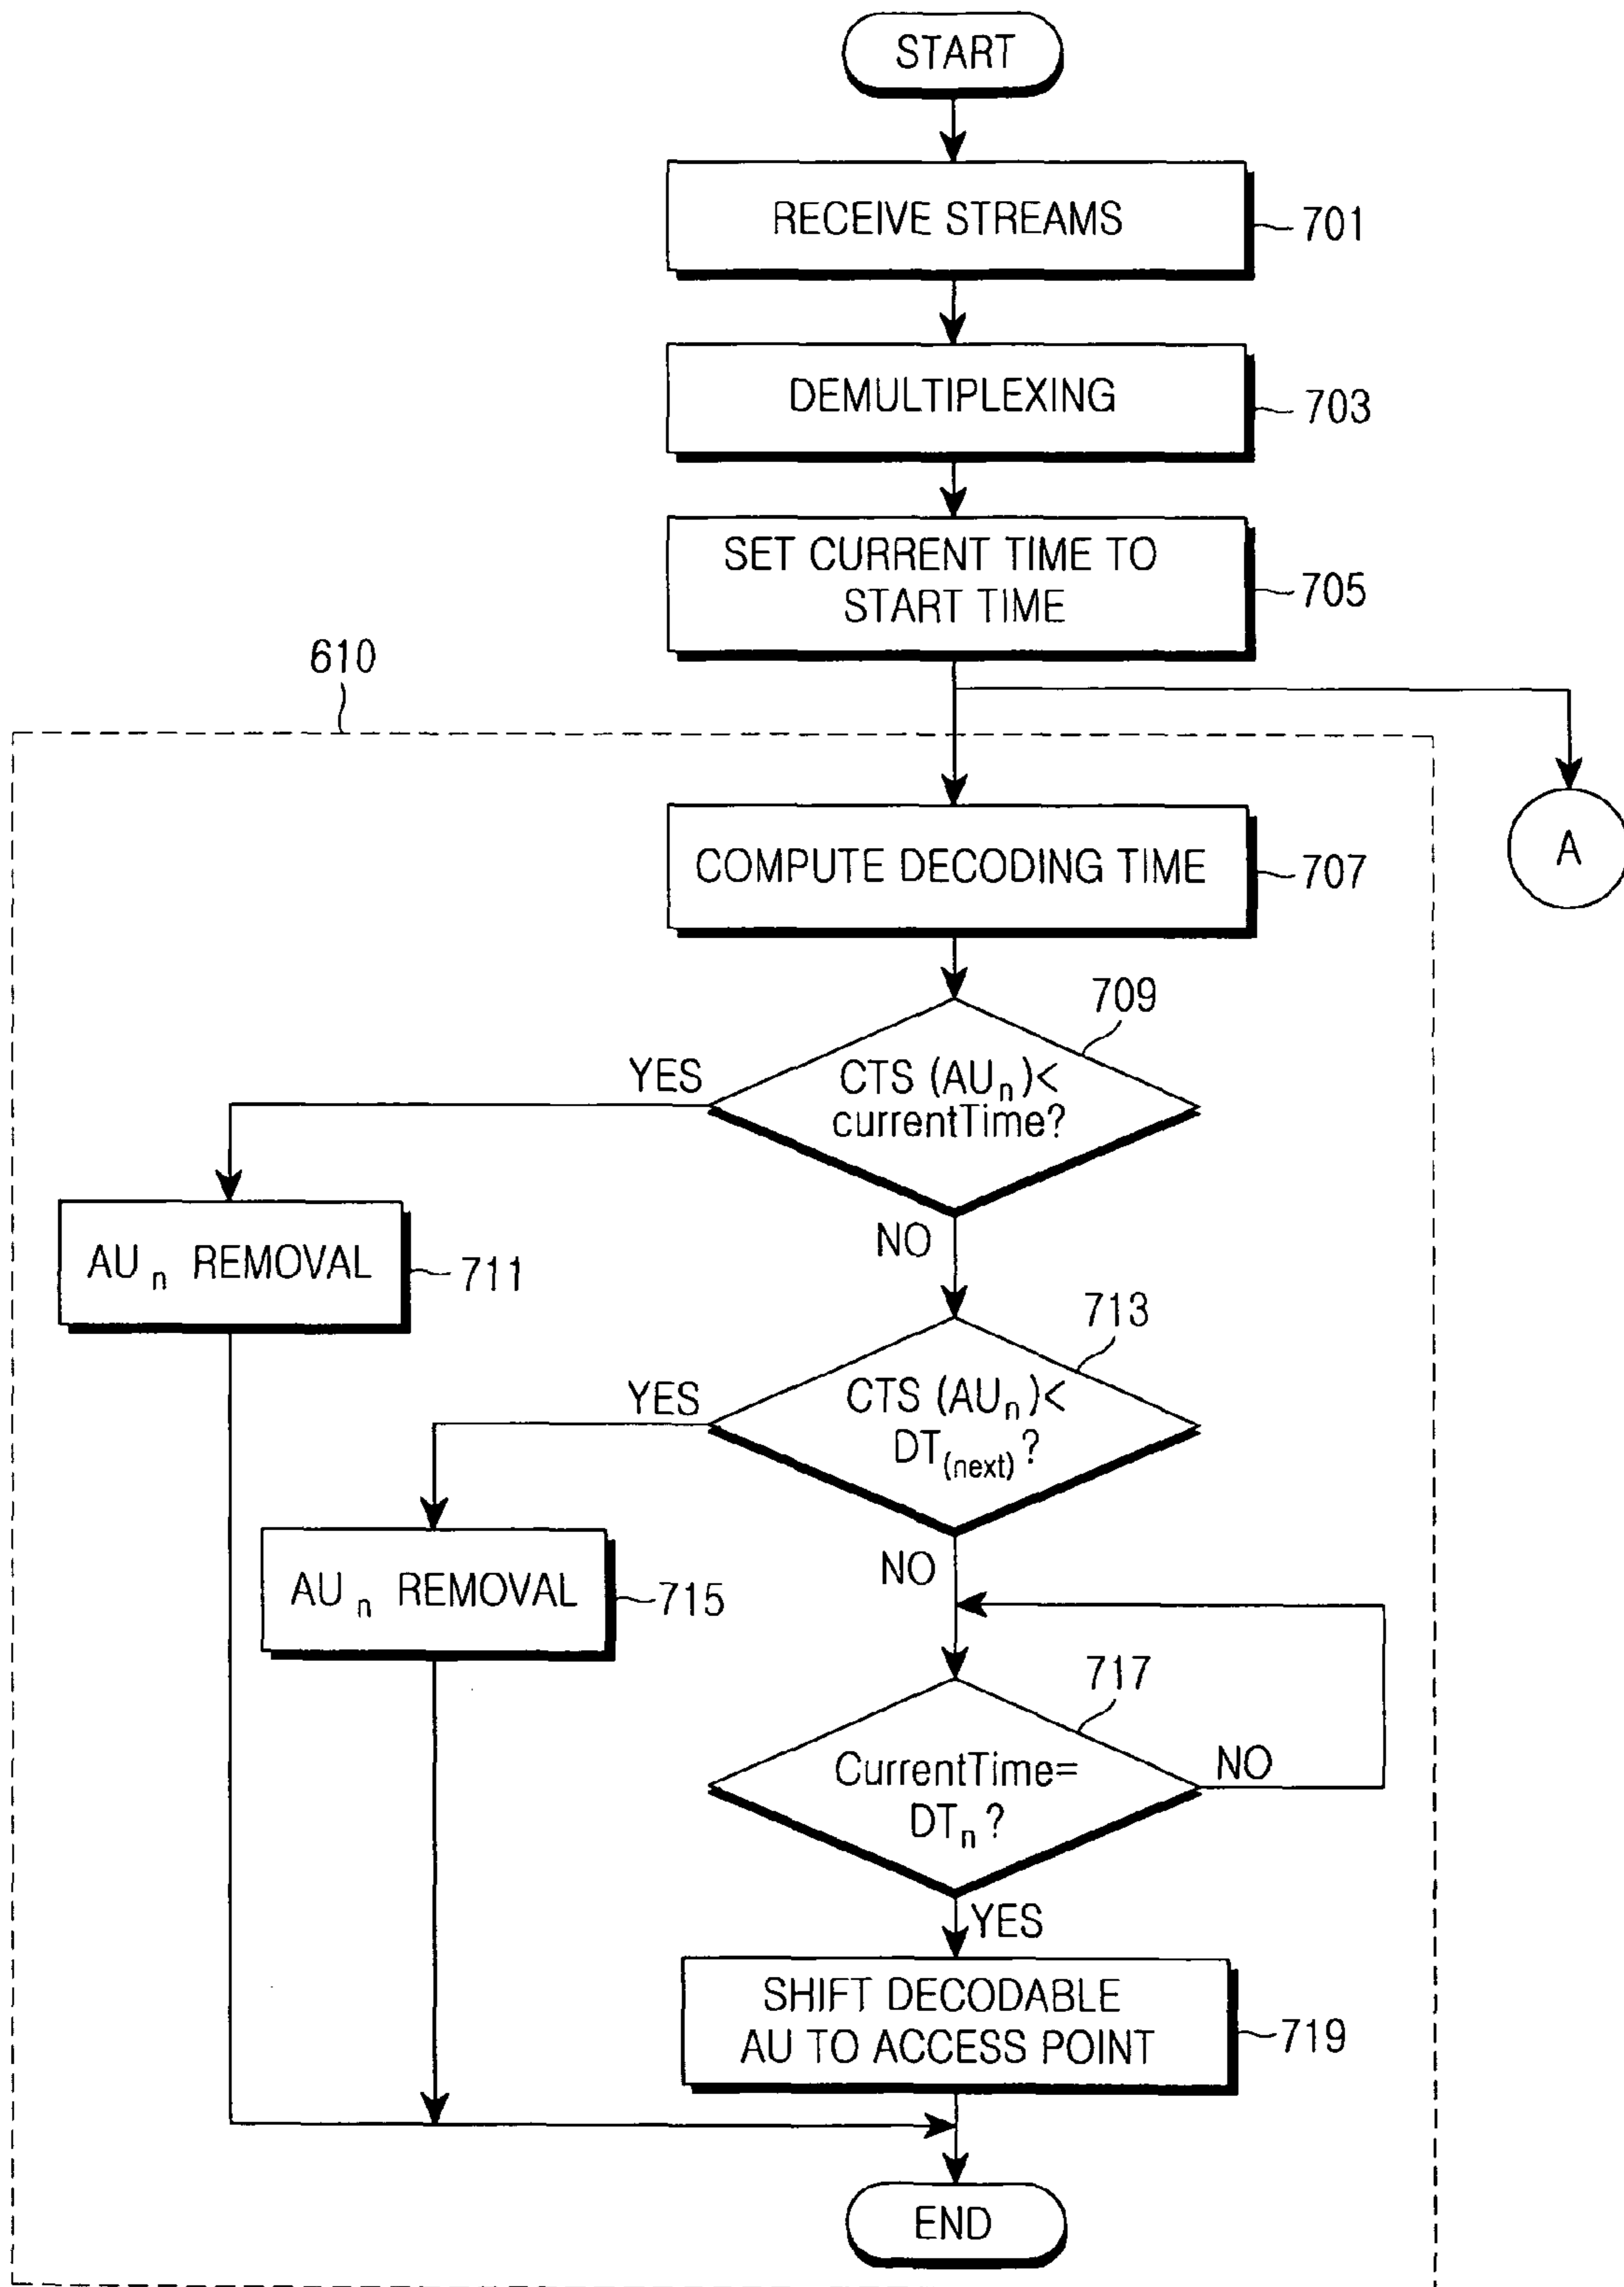 START
RECEIVE STREAMS
701
DEMULTIPLEXING
703
SET CURRENT TIME TO
START TIME
705
610
A
COMPUTE DECODING TIME
707
709
CTS (AUn)<
currentTime?
YES
NO
AU n REMOVAL
711
713
CTS (AUn)<
DT(next) ?
YES
NO
AU n REMOVAL
715
717
CurrentTime=
DTn ?
NO
YES
SHIFT DECODABLE
AU TO ACCESS POINT
719
END